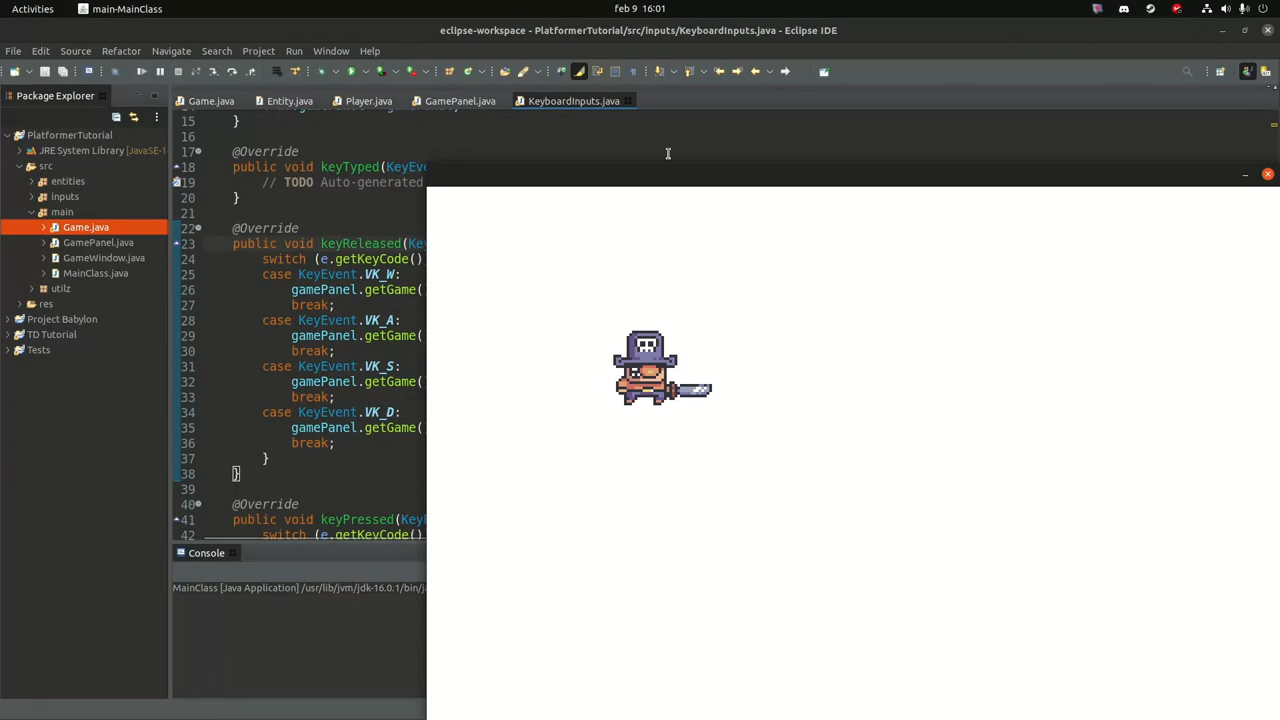 Activities
main-MainClass
feb 9 16:01
eclipse-workspace - PlatformerTutorial/src/inputs/KeyboardInputs.java - Eclipse IDE
File Edit Source Refactor Navigate Search Project Run Window Help
Package Explorer
PlatformerTutorial
JRE System Library [JavaSE-1
src
entities
inputs
main
Game.java
GamePanel.java
GameWindow.java
MainClass.java
utilz
res
Project Babylon
TD Tutorial
Tests
Game.java Entity.java Player.java GamePanel.java KeyboardInputs.java
15 }
16
17 @Override
18 public void keyTyped(KeyEv
19 // TODO Auto-generated
20 }
21
22 @Override
23 public void keyReleased(Ke
24 switch (e.getKeyCode()
25 case KeyEvent.VK_W:
26 gamePanel.getGame(
27 break;
28 case KeyEvent.VK_A:
29 gamePanel.getGame(
30 break;
31 case KeyEvent.VK_S:
32 gamePanel.getGame(
33 break;
34 case KeyEvent.VK_D:
35 gamePanel.getGame(
36 break;
37 }
38 }
39
40 @Override
41 public void keyPressed(Key
42 switch (e.getKeyCode()
Console
MainClass [Java Application] /usr/lib/jvm/jdk-16.0.1/bin/j